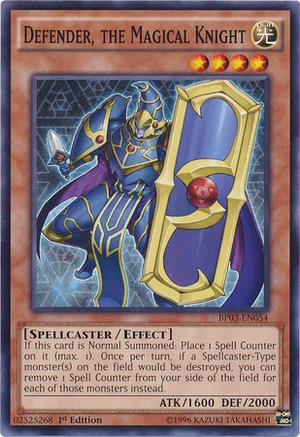 DEFENDER, THE MAGICAL KNIGHT
LIGHT
光
BP03-EN054
[SPELLCASTER / EFFECT]
If this card is Normal Summoned: Place 1 Spell Counter
on it (max. 1). Once per turn, if a Spellcaster-Type
monster(s) on the field would be destroyed, you can
remove 1 Spell Counter from your side of the field for
each of those monsters instead.
ATK/1600 DEF/2000
02525268 1st Edition ©1996 KAZUKI TAKAHASHI